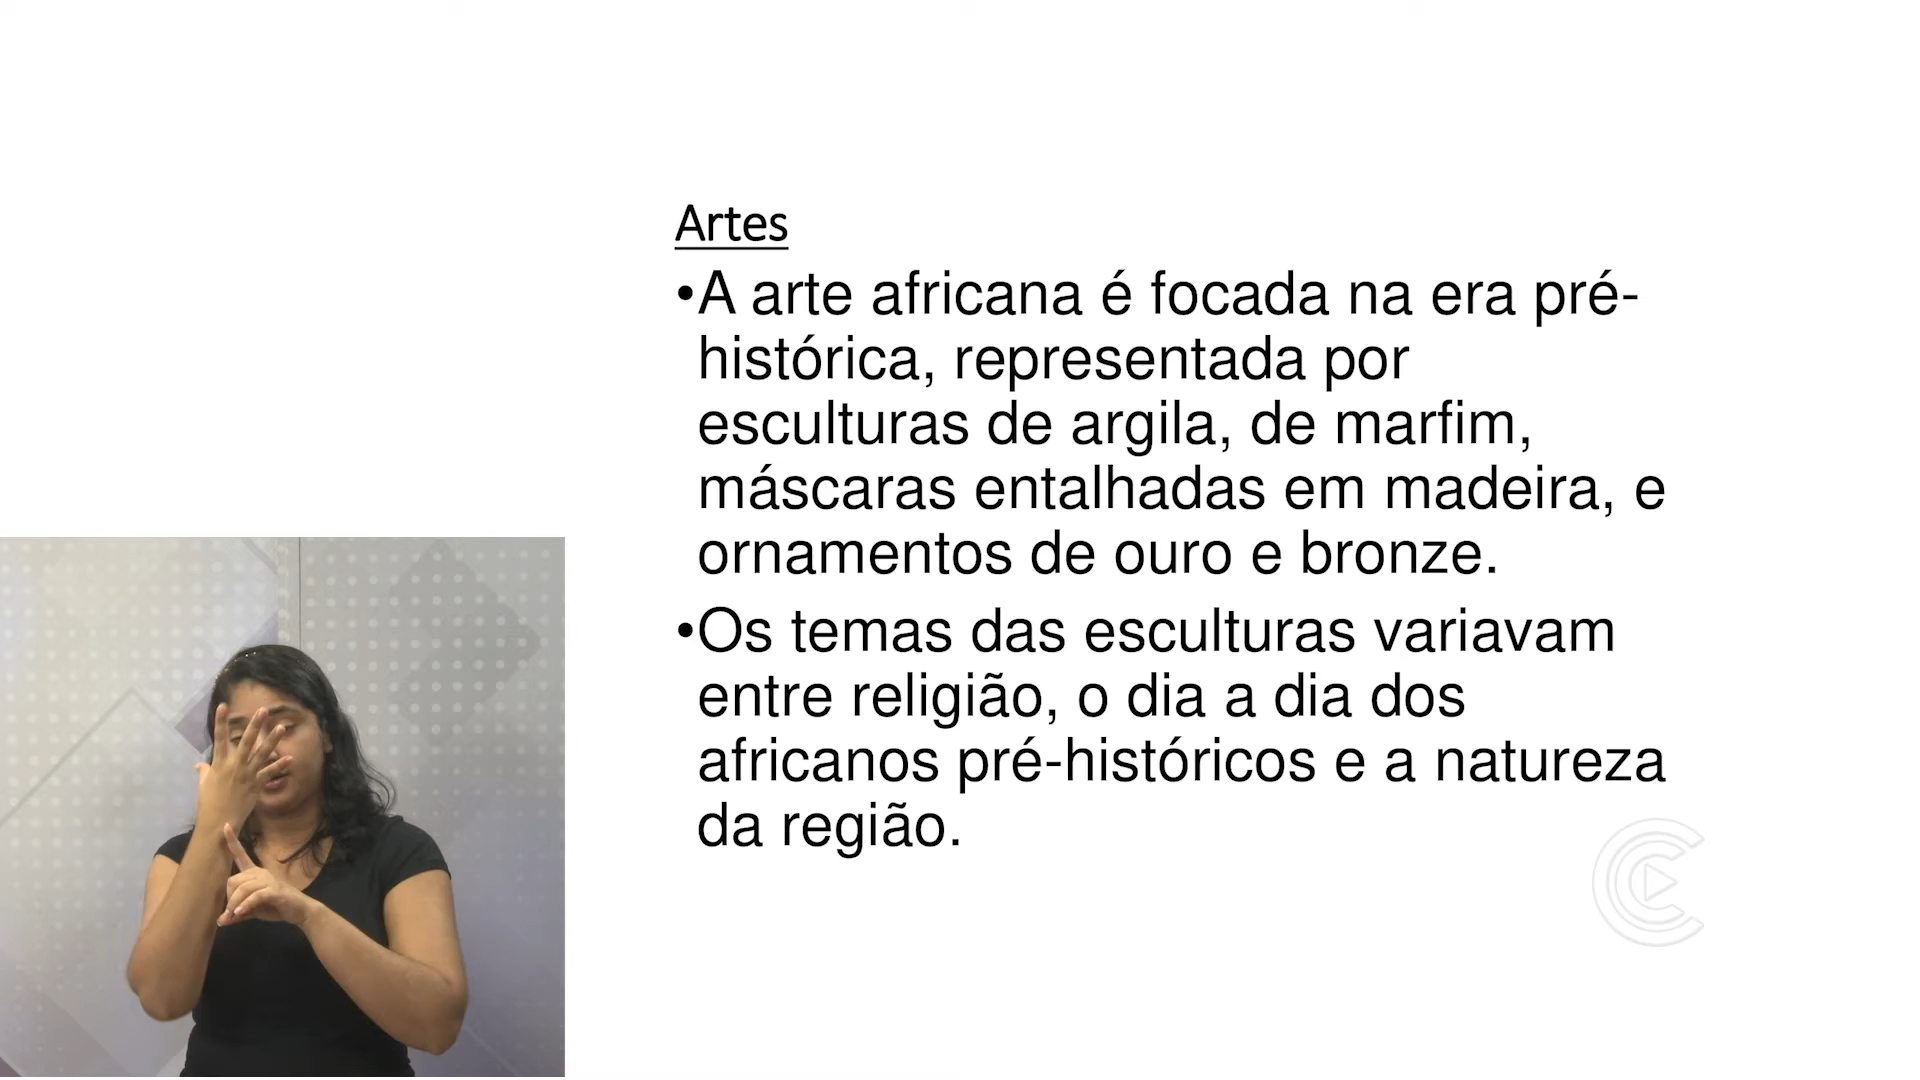 Artes
•A arte africana é focada na era pré-
histórica, representada por
esculturas de argila, de marfim,
máscaras entalhadas em madeira, e
ornamentos de ouro e bronze.
•Os temas das esculturas variavam
entre religião, o dia a dia dos
africanos pré-históricos e a natureza
da região.